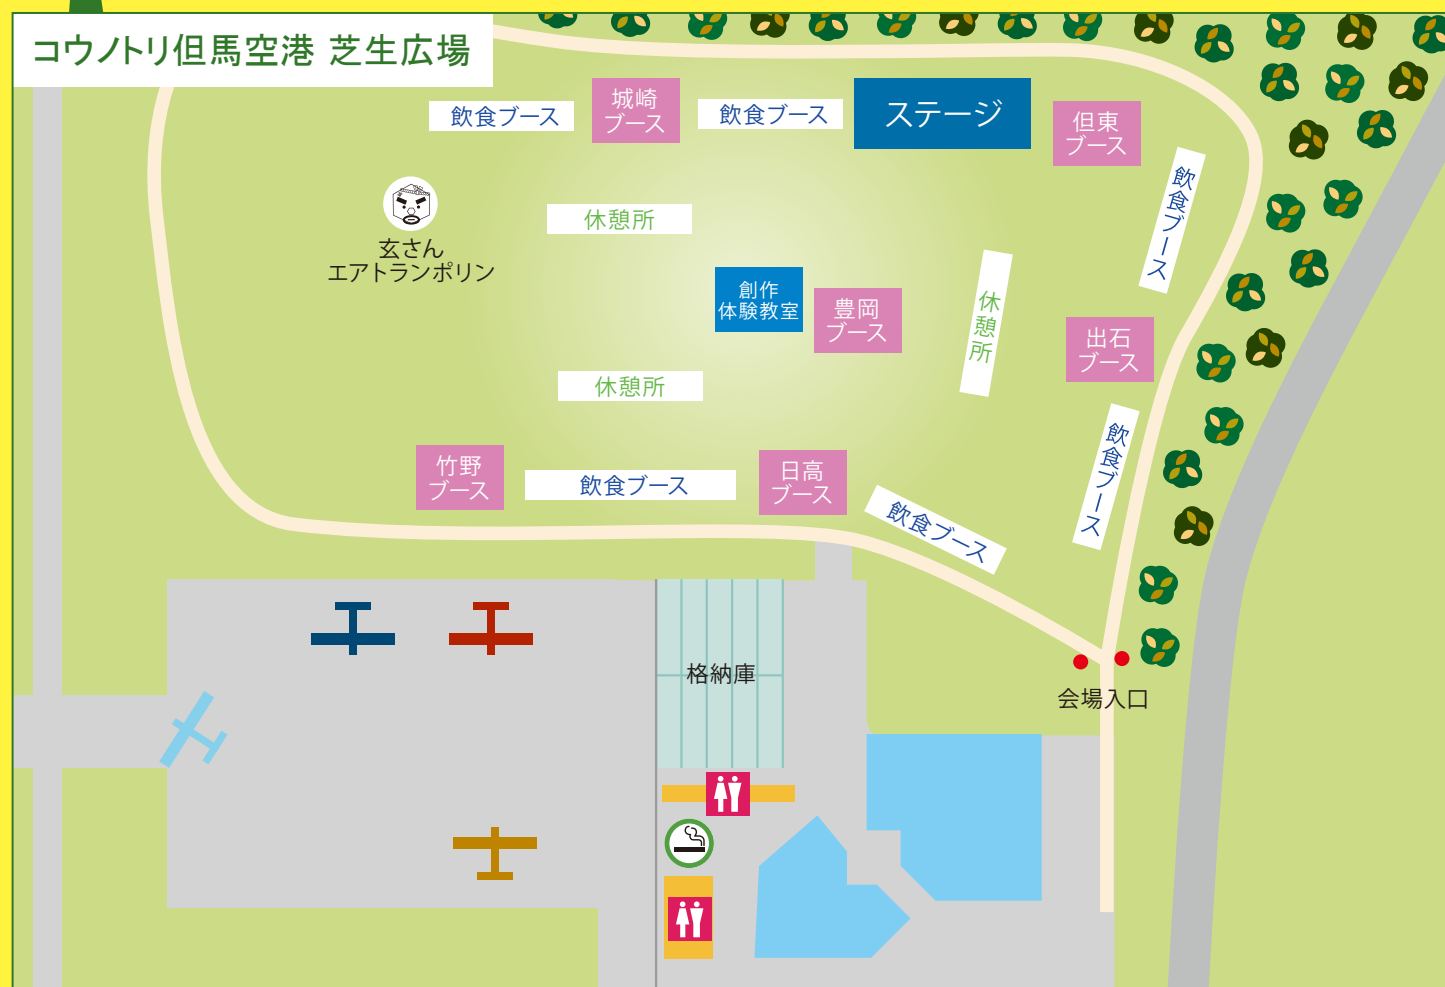 コウノトリ但馬空港 芝生広場
飲食ブース
城崎
ブース
飲食ブース
ステージ
但東
ブース
飲食ブース
玄さん
エアトランポリン
休憩所
創作
体験教室
豊岡
ブース
休憩所
出石
ブース
休憩所
竹野
ブース
飲食ブース
日高
ブース
飲食ブース
飲食ブース
格納庫
会場入口